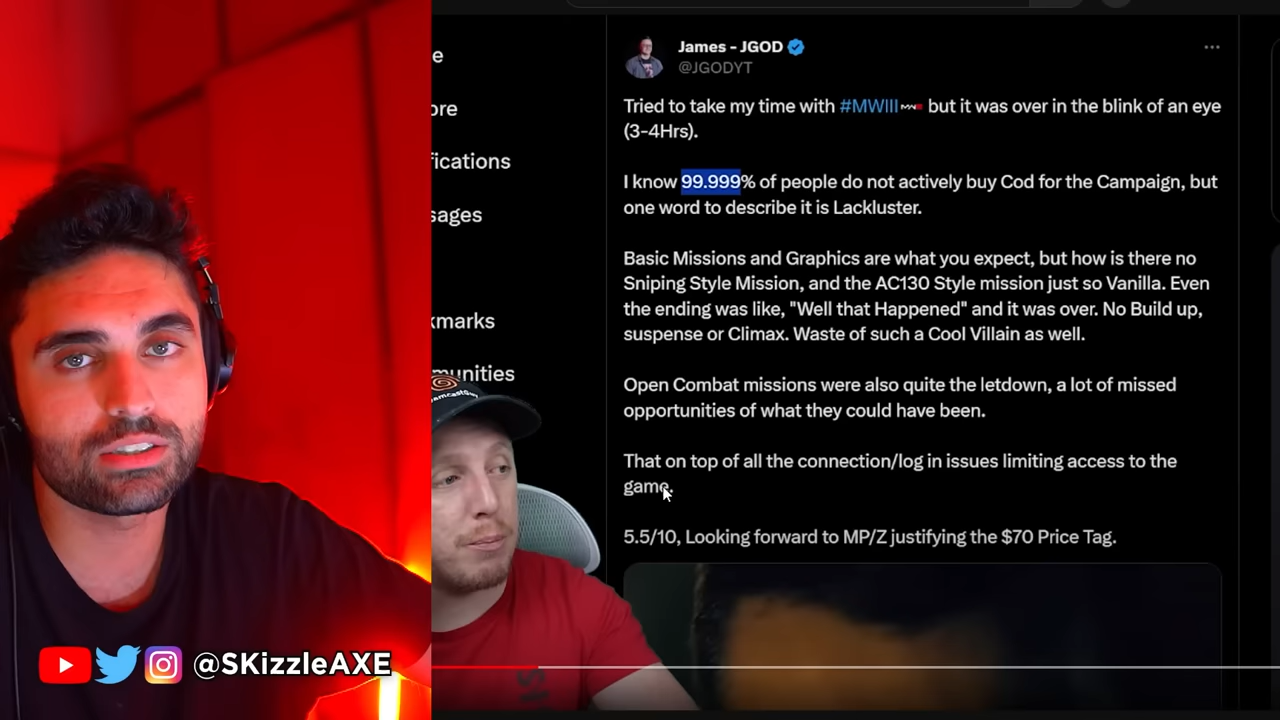 James - JGOD
@JGODYT
Tried to take my time with #MWIII but it was over in the blink of an eye
(3-4Hrs).
I know 99.999% of people do not actively buy Cod for the Campaign, but
one word to describe it is Lackluster.
Basic Missions and Graphics are what you expect, but how is there no
Sniping Style Mission, and the AC130 Style mission just so Vanilla. Even
the ending was like, "Well that Happened" and it was over. No Build up,
suspense or Climax. Waste of such a Cool Villain as well.
Open Combat missions were also quite the letdown, a lot of missed
opportunities of what they could have been.
That on top of all the connection/log in issues limiting access to the
game.
5.5/10, Looking forward to MP/Z justifying the $70 Price Tag.
e
ore
fications
sages
kmarks
munities
@SKizzleAXE